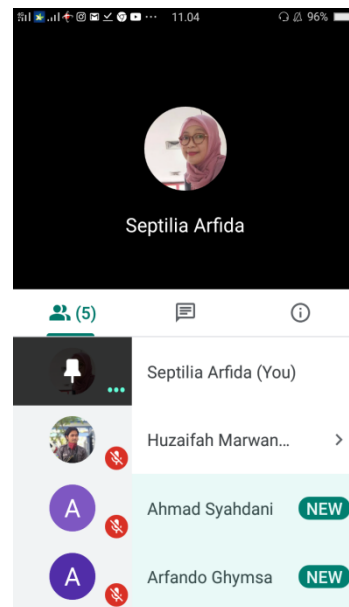 11.04 96%
Septilia Arfida
(5)
Septilia Arfida (You)
Huzaifah Marwan...
A Ahmad Syahdani NEW
A Arfando Ghymsa NEW